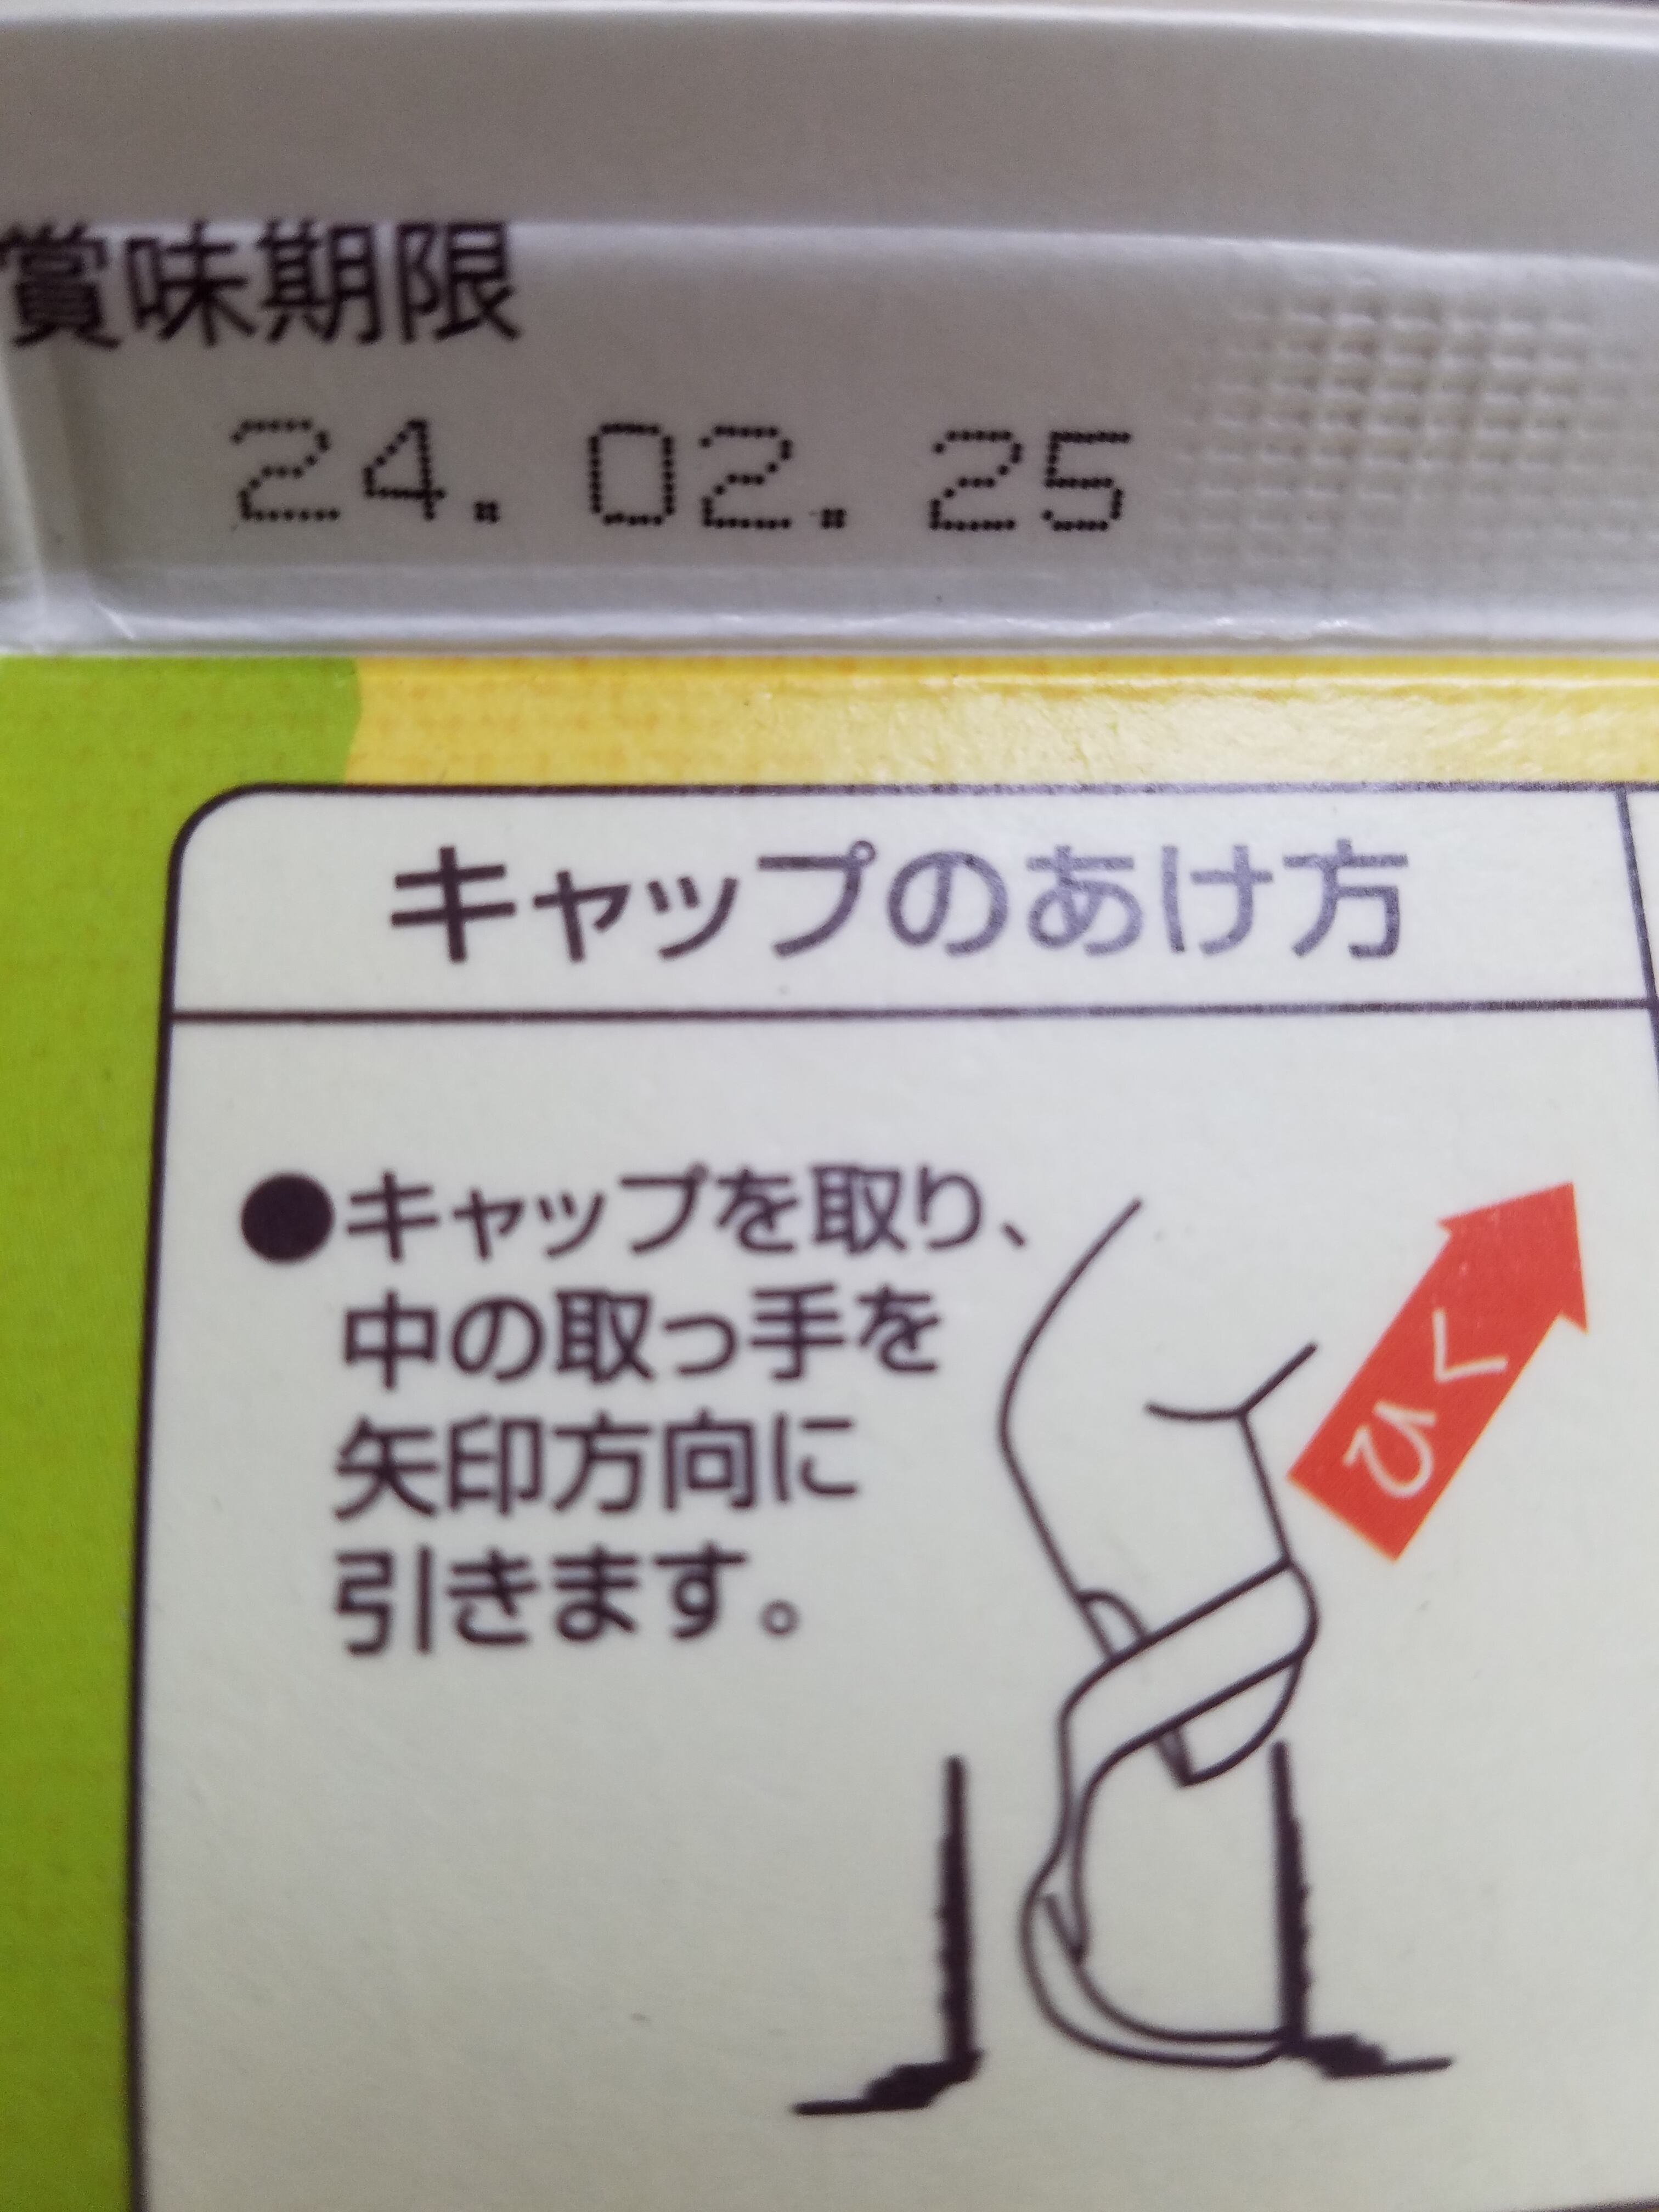 賞味期限
24.02.25
キャップのあけ方
●キャップを取り、
中の取っ手を
矢印方向に
引きます。
ひく